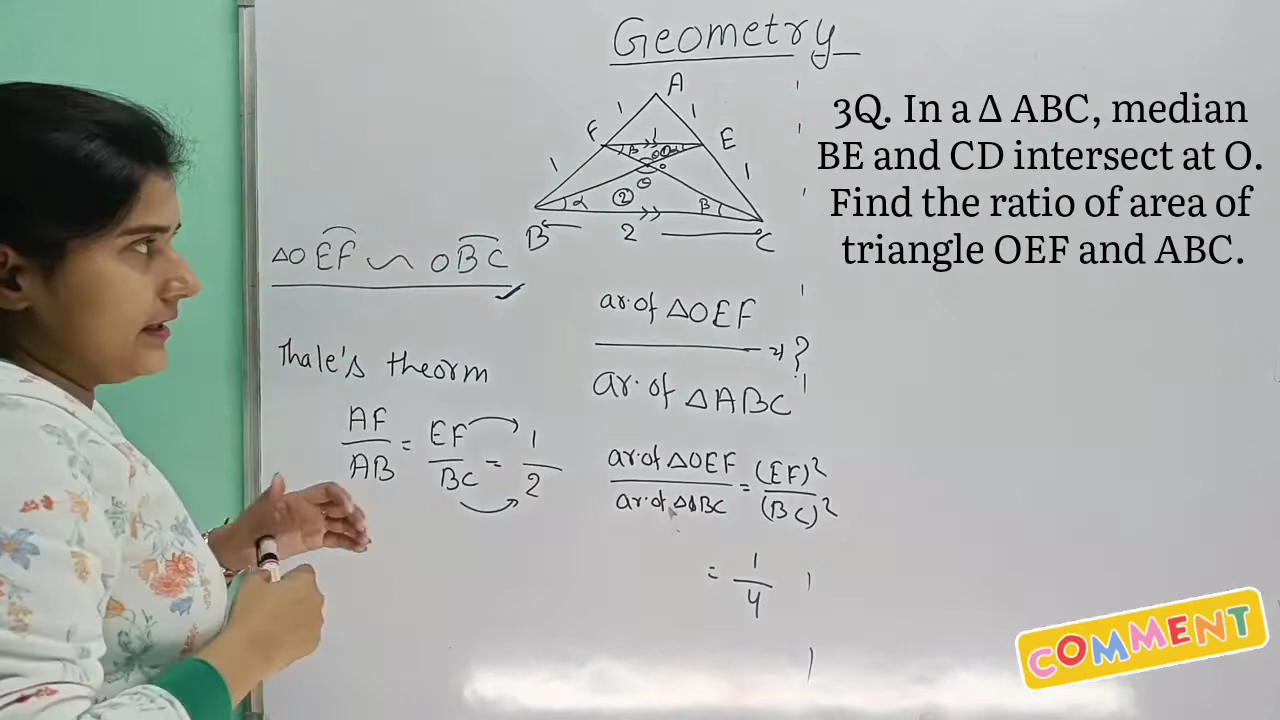 Geometry
A
1 1
F E
1 1
2
B 2 C
3Q. In a Δ ABC, median
BE and CD intersect at O.
Find the ratio of area of
triangle OEF and ABC.
ΔOEF ∽ OBC
Thale's theorm
AF/AB = EF/BC = 1/2
ar.of ΔOEF
ar.of ΔABC
= ?
ar.of ΔOEF/ar.of ΔOBC = (EF)²/(BC)²
= 1/4
COMMENT